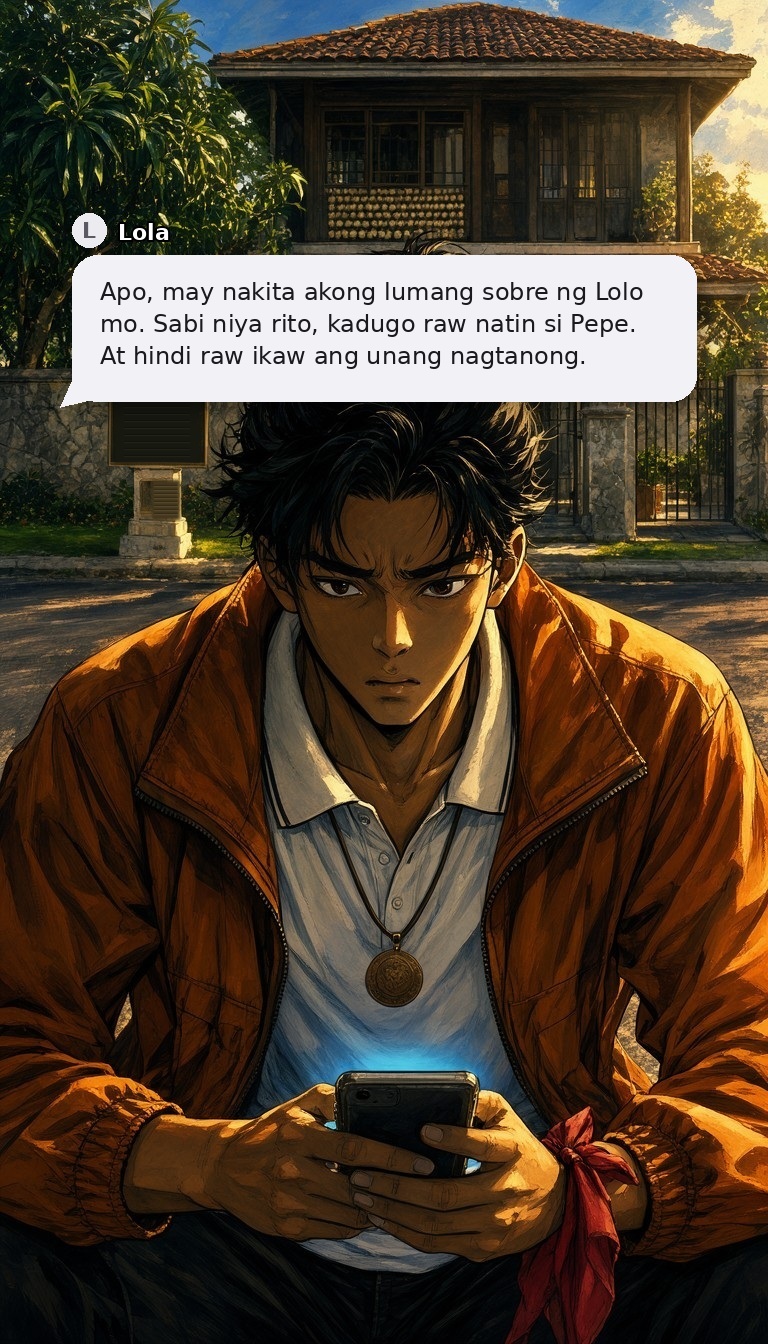 L Lola
Apo, may nakita akong lumang sobre ng Lolo
mo. Sabi niya rito, kadugo raw natin si Pepe.
At hindi raw ikaw ang unang nagtanong.